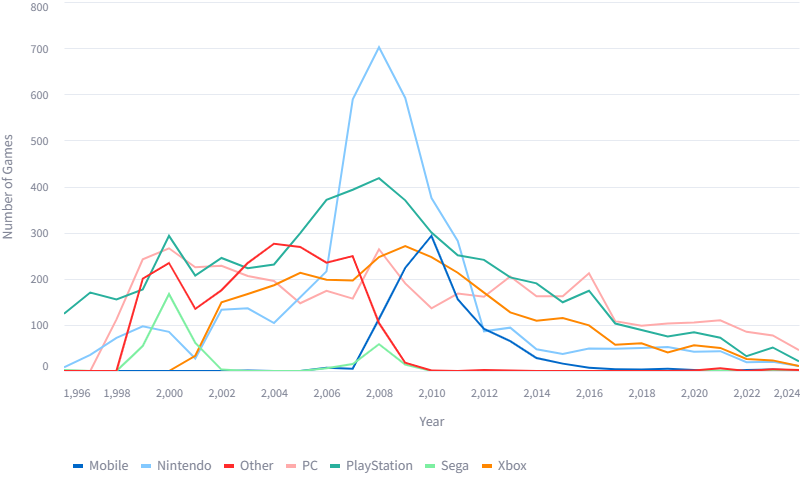 800
700
600
500
400
300
200
100
0
Number of Games
1,996 1,998 2,000 2,002 2,004 2,006 2,008 2,010 2,012 2,014 2,016 2,018 2,020 2,022 2,024
Year
Mobile Nintendo Other PC PlayStation Sega Xbox